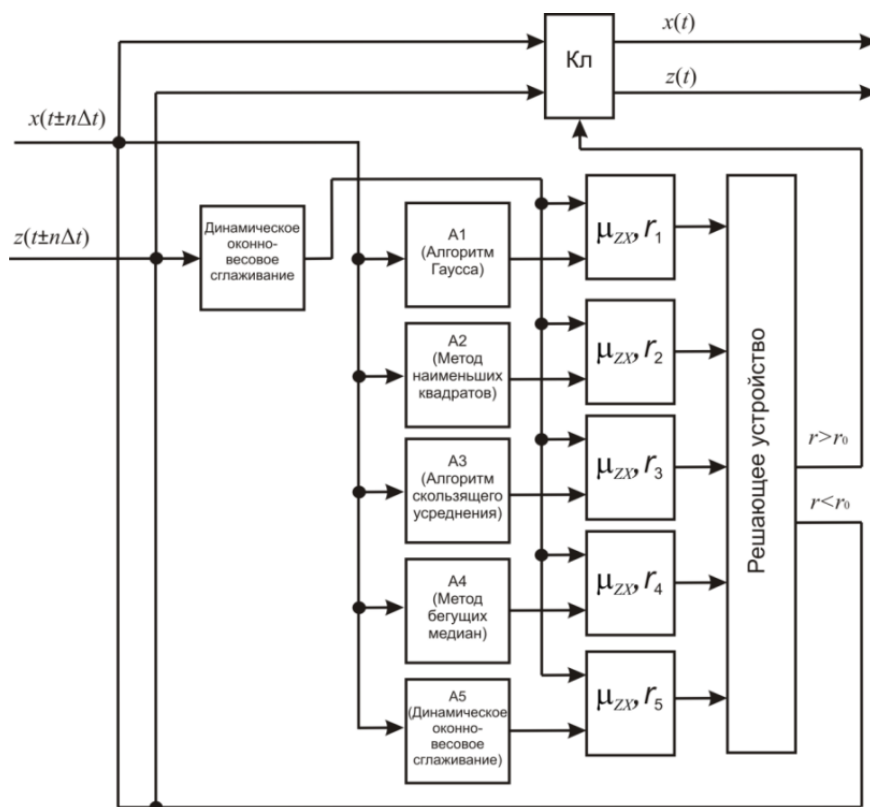 x(t)
Кл
z(t)
x(t±nΔt)
z(t±nΔt)
Динамическое
оконно-
весовое
сглаживание
А1
(Алгоритм
Гаусса)
μZX, r1
А2
(Метод
наименьших
квадратов)
μZX, r2
А3
(Алгоритм
скользящего
усреднения)
μZX, r3
А4
(Метод
бегущих
медиан)
μZX, r4
А5
(Динамическое
оконно-
весовое
сглаживание)
μZX, r5
Решающее устройство
r>r0
r<r0